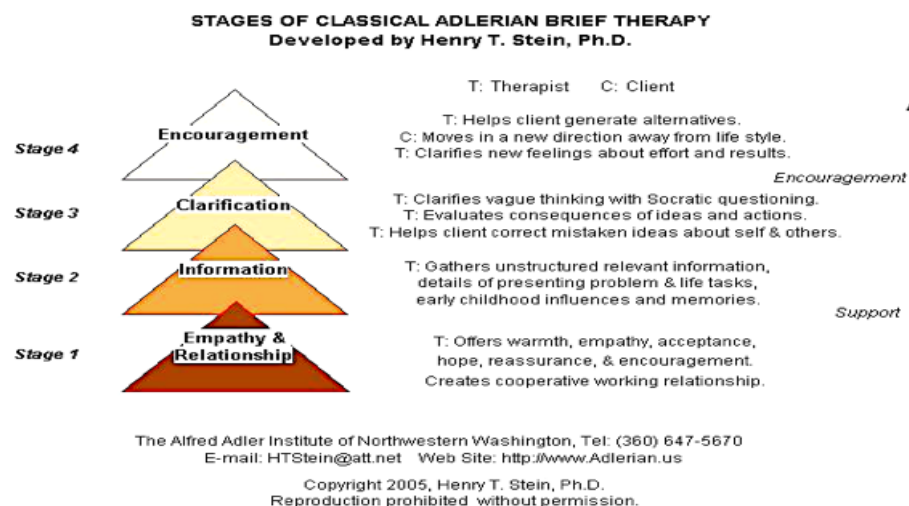 STAGES OF CLASSICAL ADLERIAN BRIEF THERAPY
Developed by Henry T. Stein, Ph.D.
T: Therapist C: Client
Stage 4
Encouragement
T: Helps client generate alternatives.
C: Moves in a new direction away from life style.
T: Clarifies new feelings about effort and results.
Encouragement
Stage 3
Clarification
T: Clarifies vague thinking with Socratic questioning.
T: Evaluates consequences of ideas and actions.
T: Helps client correct mistaken ideas about self & others.
Stage 2
Information
T: Gathers unstructured relevant information,
details of presenting problem & life tasks,
early childhood influences and memories.
Support
Stage 1
Empathy &
Relationship
T: Offers warmth, empathy, acceptance,
hope, reassurance, & encouragement.
Creates cooperative working relationship.
The Alfred Adler Institute of Northwestern Washington, Tel: (360) 647-5670
E-mail: HTStein@att.net Web Site: http://www.Adlerian.us
Copyright 2005, Henry T. Stein, Ph.D.
Reproduction prohibited without permission.